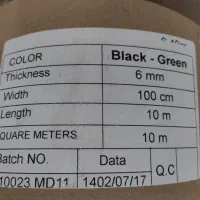 COLOR Black - Green
Thickness 6 mm
Width 100 cm
Length 10 m
QUARE METERS 10 m
Batch NO. Data Q.C
10023 MD11 1402/07/17